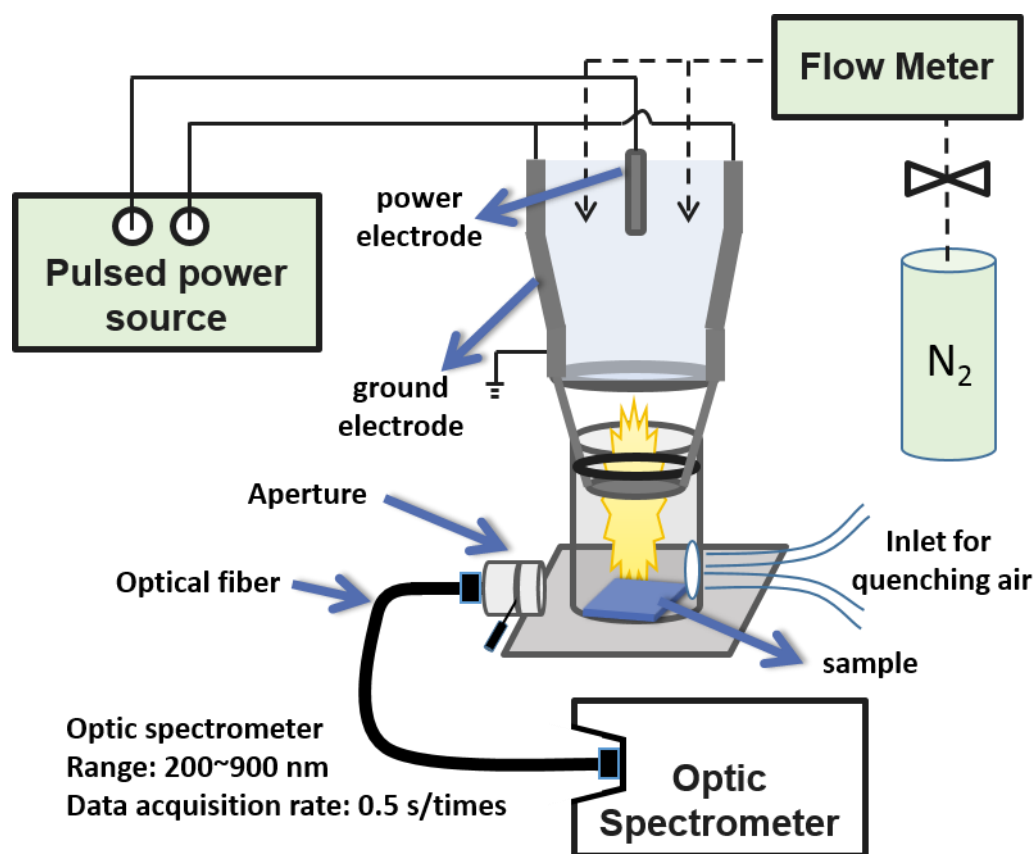 Flow Meter
power
electrode
Pulsed power
source
N₂
ground
electrode
Aperture
Optical fiber
Inlet for
quenching air
sample
Optic spectrometer
Range: 200~900 nm
Data acquisition rate: 0.5 s/times
Optic
Spectrometer